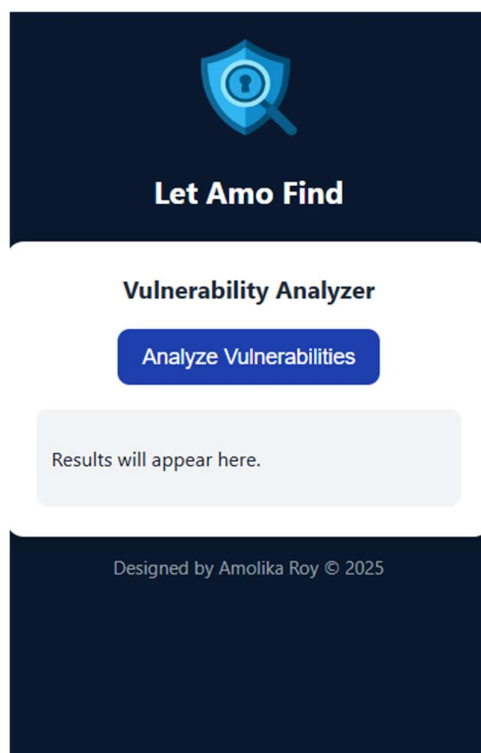 Let Amo Find
Vulnerability Analyzer
Analyze Vulnerabilities
Results will appear here.
Designed by Amolika Roy © 2025